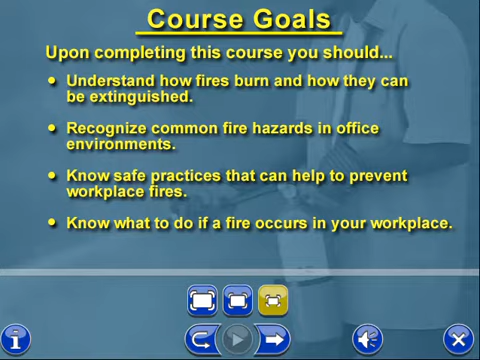 Course Goals
Upon completing this course you should...
• Understand how fires burn and how they can
be extinguished.
• Recognize common fire hazards in office
environments.
• Know safe practices that can help to prevent
workplace fires.
• Know what to do if a fire occurs in your workplace.